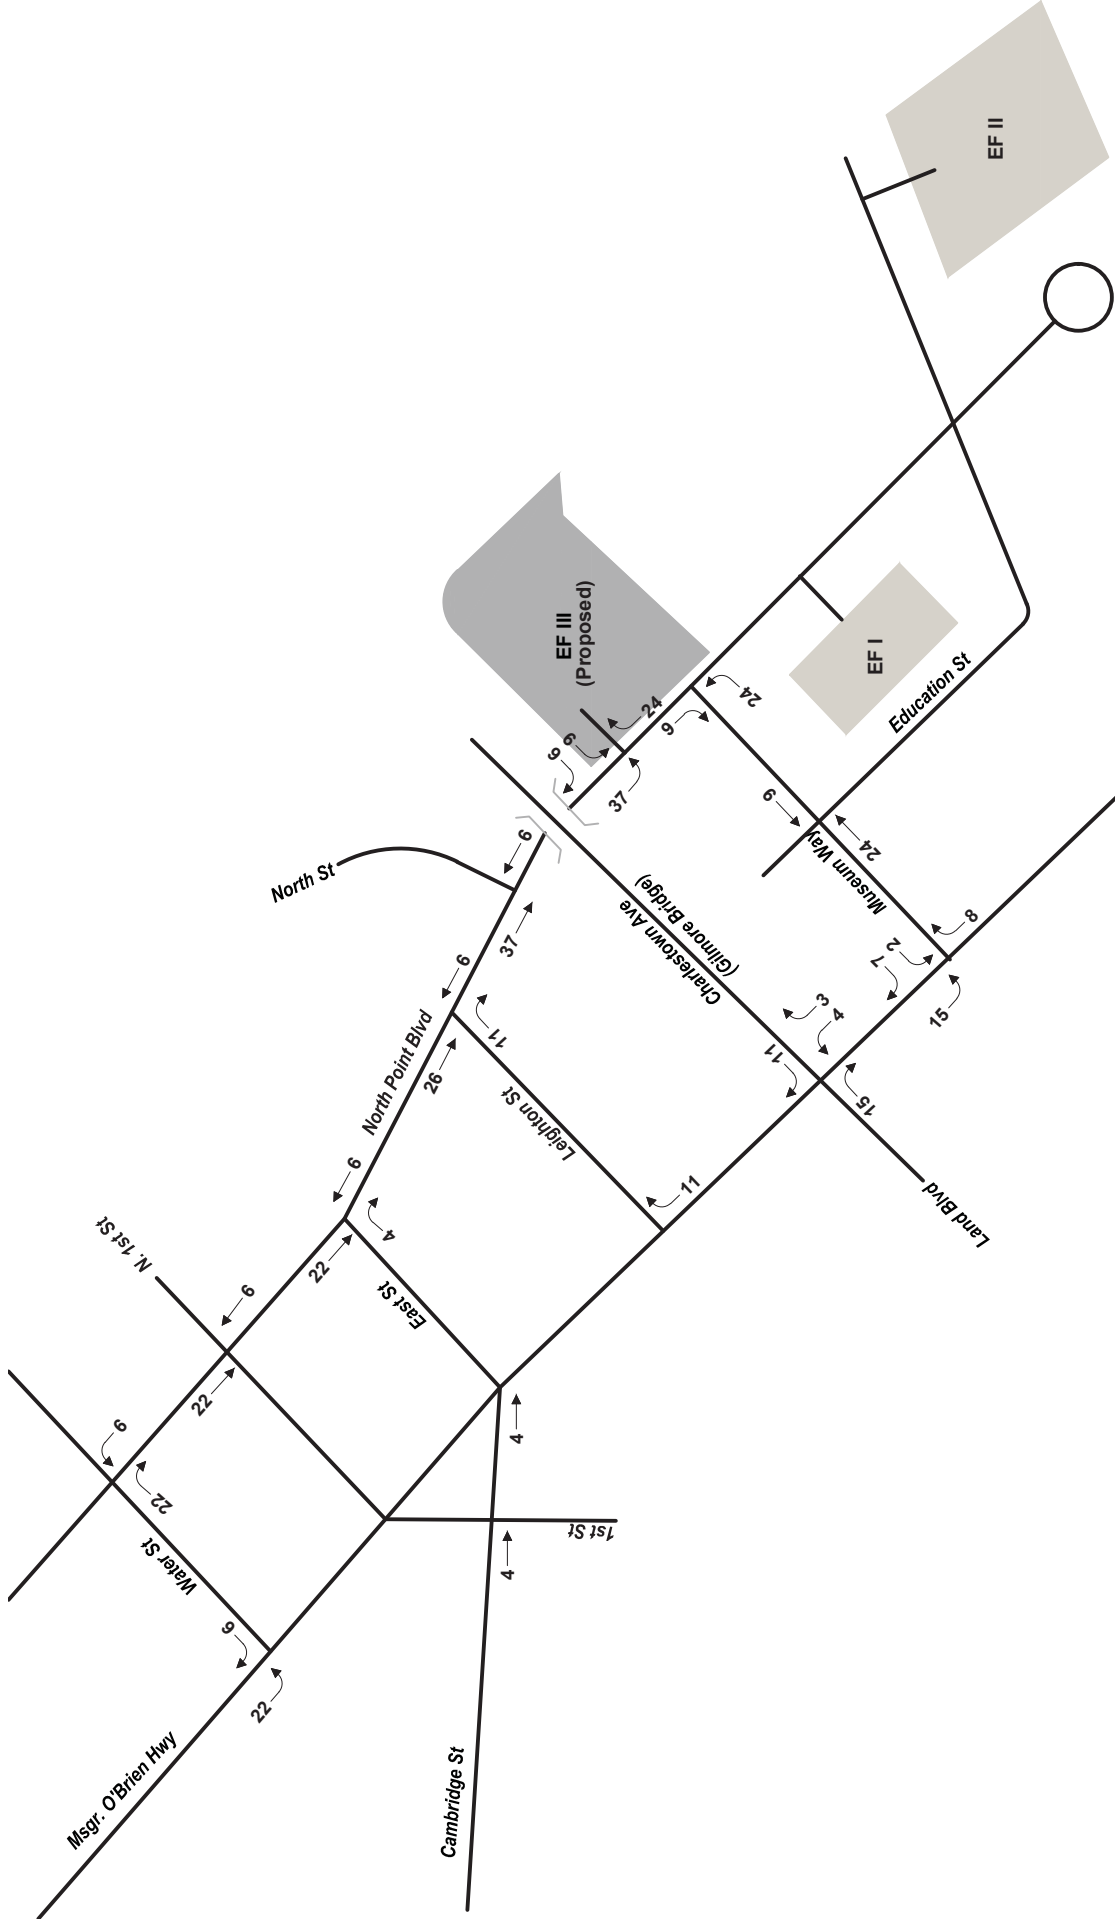 EF II
EF III
(Proposed)
EF I
Education St
24
24
9
9
6
37
9
24
Museum Way
North St
6
37
6
Charlestown Ave
(Gilmore Bridge)
8
2
7
15
3
4
11
15
11
26
North Point Blvd
Leighton St
11
Land Blvd
6
4
22
East St
N. 1st St
6
22
6
22
4
1st St
4
Water St
6
22
Msgr. O'Brien Hwy
Cambridge St